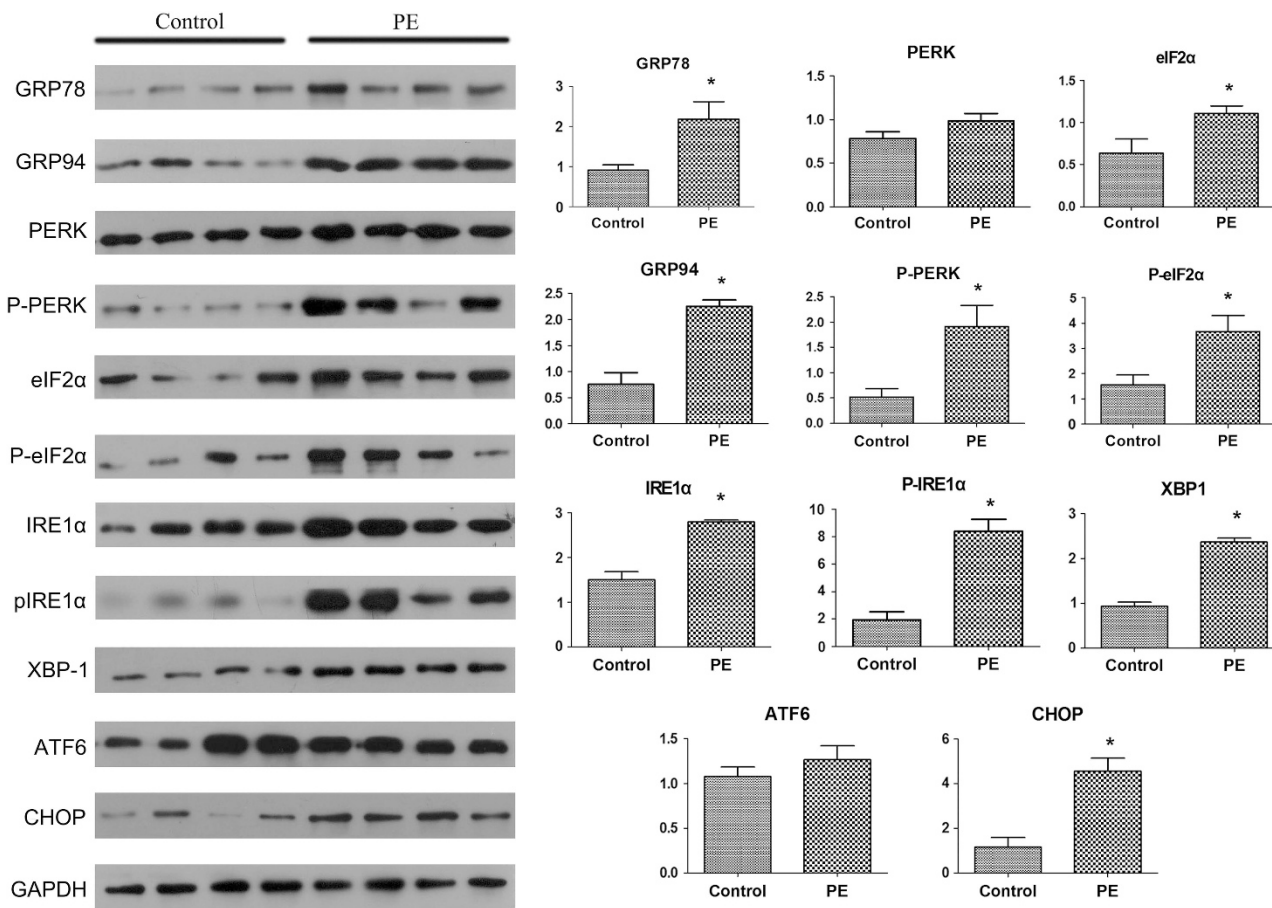 Control PE
GRP78
GRP94
PERK
P-PERK
eIF2α
P-eIF2α
IRE1α
pIRE1α
XBP-1
ATF6
CHOP
GAPDH
GRP78
3
2
1
0
*
Control PE
PERK
1.5
1.0
0.5
0.0
Control PE
eIF2α
1.5
1.0
0.5
0.0
*
Control PE
GRP94
2.5
2.0
1.5
1.0
0.5
0.0
*
Control PE
P-PERK
2.5
2.0
1.5
1.0
0.5
0.0
*
Control PE
P-eIF2α
5
4
3
2
1
0
*
Control PE
IRE1α
3
2
1
0
*
Control PE
P-IRE1α
10
8
6
4
2
0
*
Control PE
XBP1
3
2
1
0
*
Control PE
ATF6
1.5
1.0
0.5
0.0
Control PE
CHOP
6
4
2
0
*
Control PE